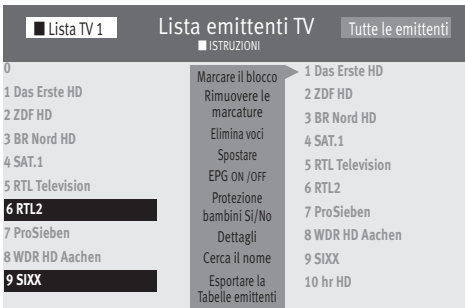 Lista TV 1
Lista emittenti TV
ISTRUZIONI
Tutte le emittenti
0
1 Das Erste HD
2 ZDF HD
3 BR Nord HD
4 SAT.1
5 RTL Television
6 RTL2
7 ProSieben
8 WDR HD Aachen
9 SIXX
Marcare il blocco
Rimuovere le
marcature
Elimina voci
Spostare
EPG ON /OFF
Protezione
bambini Si/No
Dettagli
Cerca il nome
Esportare la
Tabelle emittenti
1 Das Erste HD
2 ZDF HD
3 BR Nord HD
4 SAT.1
5 RTL Television
6 RTL2
7 ProSieben
8 WDR HD Aachen
9 SIXX
10 hr HD